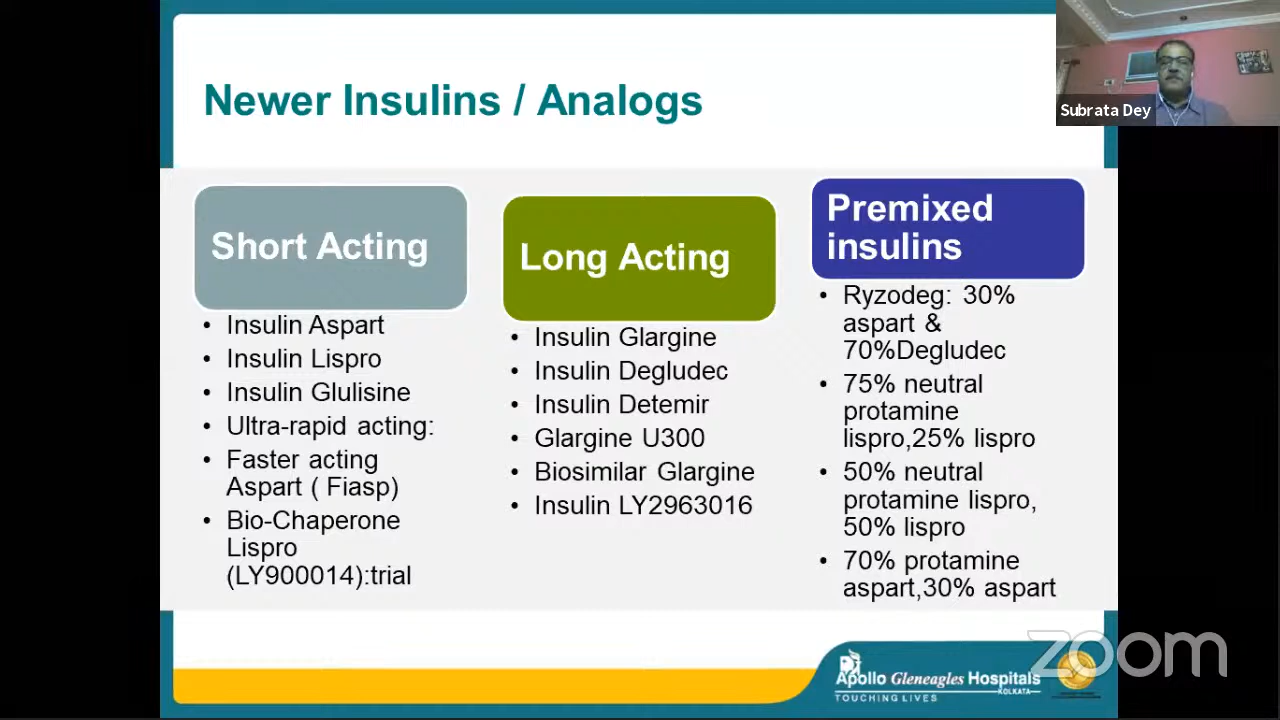 Newer Insulins / Analogs
Subrata Dey
Short Acting
• Insulin Aspart
• Insulin Lispro
• Insulin Glulisine
• Ultra-rapid acting:
• Faster acting
Aspart ( Fiasp)
• Bio-Chaperone
Lispro
(LY900014):trial
Long Acting
• Insulin Glargine
• Insulin Degludec
• Insulin Detemir
• Glargine U300
• Biosimilar Glargine
• Insulin LY2963016
Premixed
insulins
• Ryzodeg: 30%
aspart &
70%Degludec
• 75% neutral
protamine
lispro,25% lispro
• 50% neutral
protamine lispro,
50% lispro
• 70% protamine
aspart,30% aspart
zoom
Apollo Gleneagles Hospitals
KOLKATA
TOUCHING LIVES